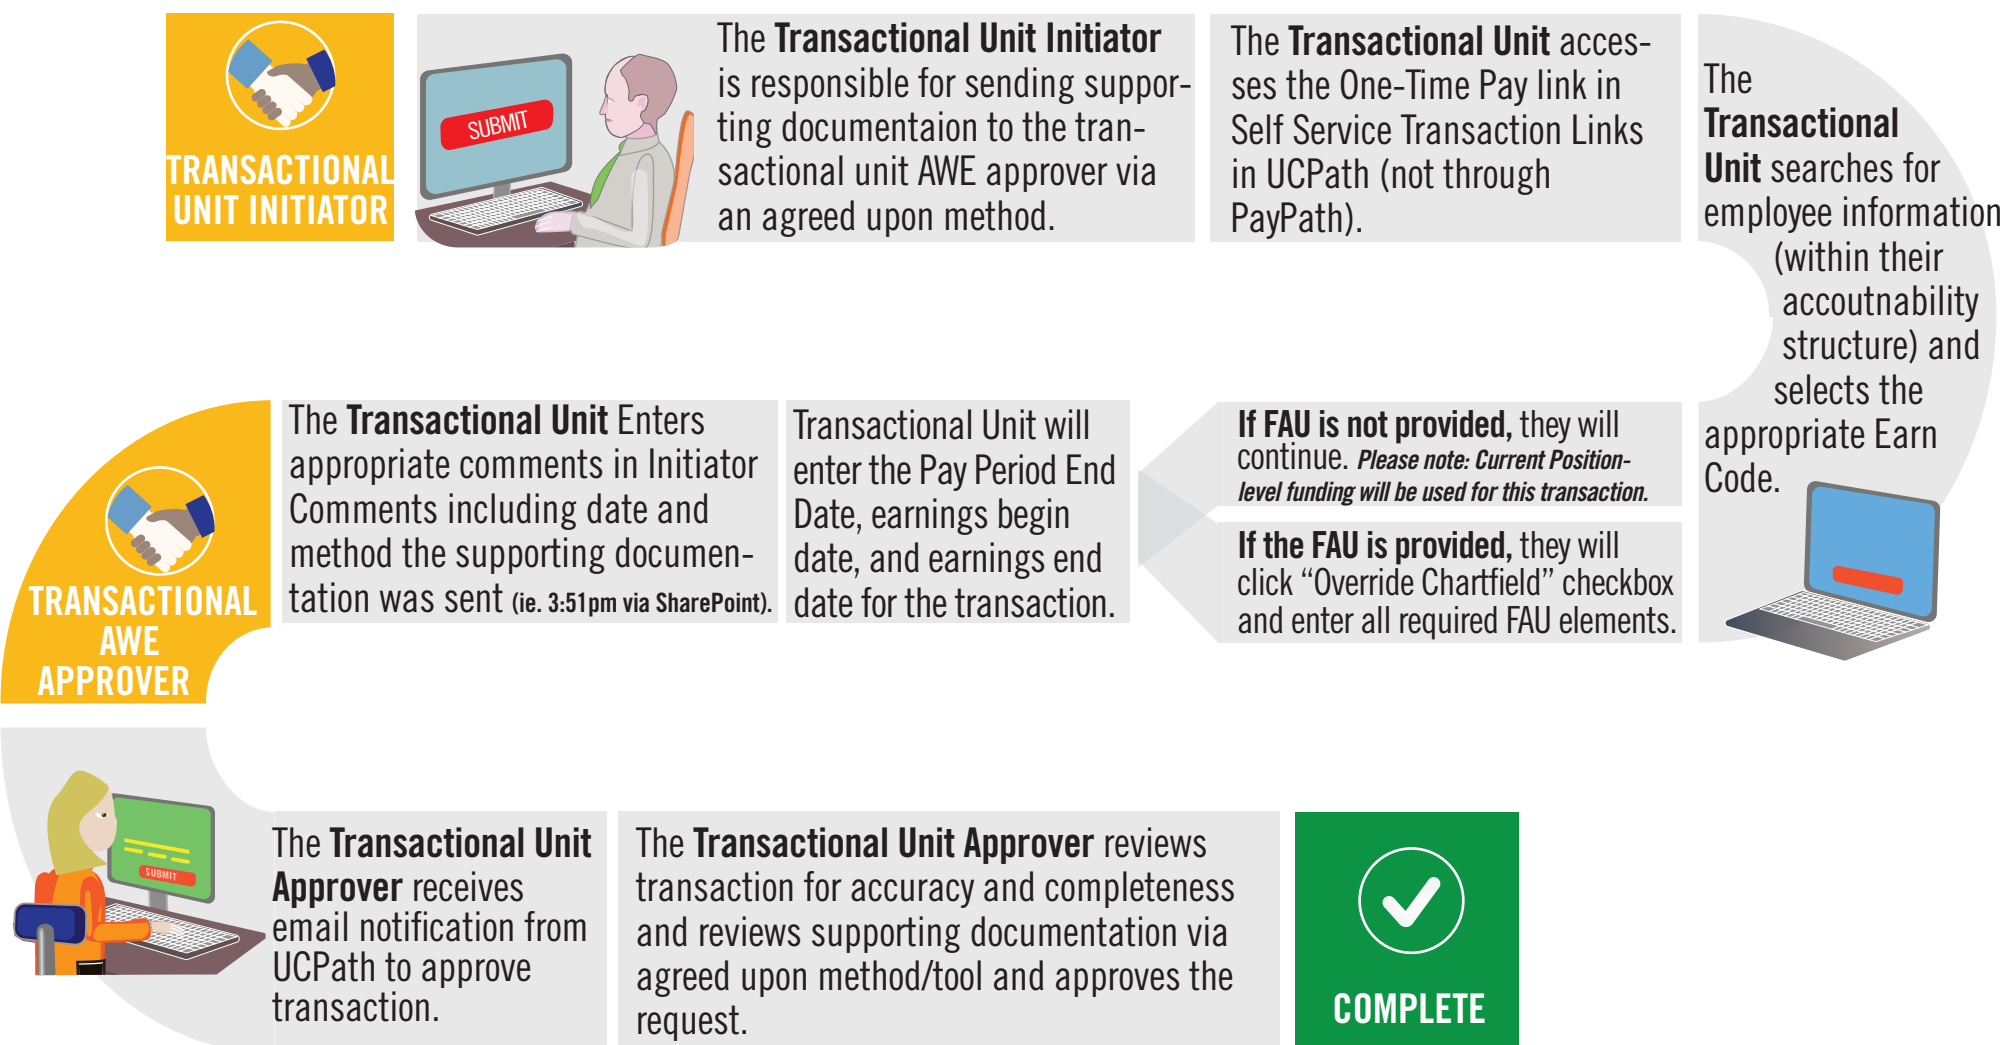 TRANSACTIONAL
UNIT INITIATOR
SUBMIT
The Transactional Unit Initiator
is responsible for sending suppor-
ting documentaion to the tran-
sactional unit AWE approver via
an agreed upon method.
The Transactional Unit acces-
ses the One-Time Pay link in
Self Service Transaction Links
in UCPath (not through
PayPath).
The
Transactional
Unit searches for
employee information
(within their
accoutnability
structure) and
selects the
appropriate Earn
Code.
If FAU is not provided, they will
continue. Please note: Current Position-
level funding will be used for this transaction.
If the FAU is provided, they will
click “Override Chartfield” checkbox
and enter all required FAU elements.
Transactional Unit will
enter the Pay Period End
Date, earnings begin
date, and earnings end
date for the transaction.
The Transactional Unit Enters
appropriate comments in Initiator
Comments including date and
method the supporting documen-
tation was sent (ie. 3:51pm via SharePoint).
TRANSACTIONAL
AWE
APPROVER
SUBMIT
The Transactional Unit
Approver receives
email notification from
UCPath to approve
transaction.
The Transactional Unit Approver reviews
transaction for accuracy and completeness
and reviews supporting documentation via
agreed upon method/tool and approves the
request.
COMPLETE